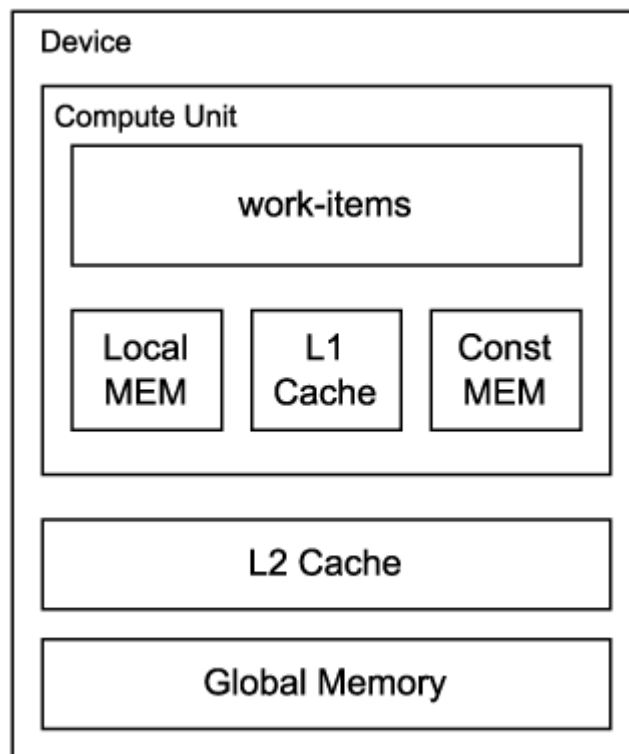 Device
Compute Unit
work-items
Local
MEM
L1
Cache
Const
MEM
L2 Cache
Global Memory